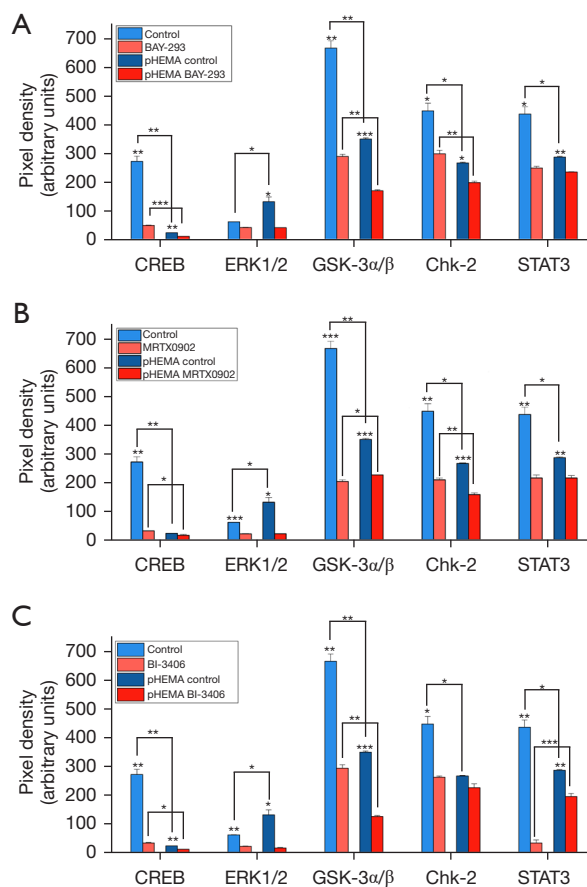 A
Pixel density
(arbitrary units)
700
600
500
400
300
200
100
0
Control
BAY-293
pHEMA control
pHEMA BAY-293
** ** *** ** * * ** ** ** *** * * ** * * * **
CREB ERK1/2 GSK-3α/β Chk-2 STAT3
B
Pixel density
(arbitrary units)
700
600
500
400
300
200
100
0
Control
MRTX0902
pHEMA control
pHEMA MRTX0902
** ** * *** * * *** ** * *** ** * ** *** ** * **
CREB ERK1/2 GSK-3α/β Chk-2 STAT3
C
Pixel density
(arbitrary units)
700
600
500
400
300
200
100
0
Control
BI-3406
pHEMA control
pHEMA BI-3406
** ** * ** ** * * ** ** ** *** * * ** * *** **
CREB ERK1/2 GSK-3α/β Chk-2 STAT3